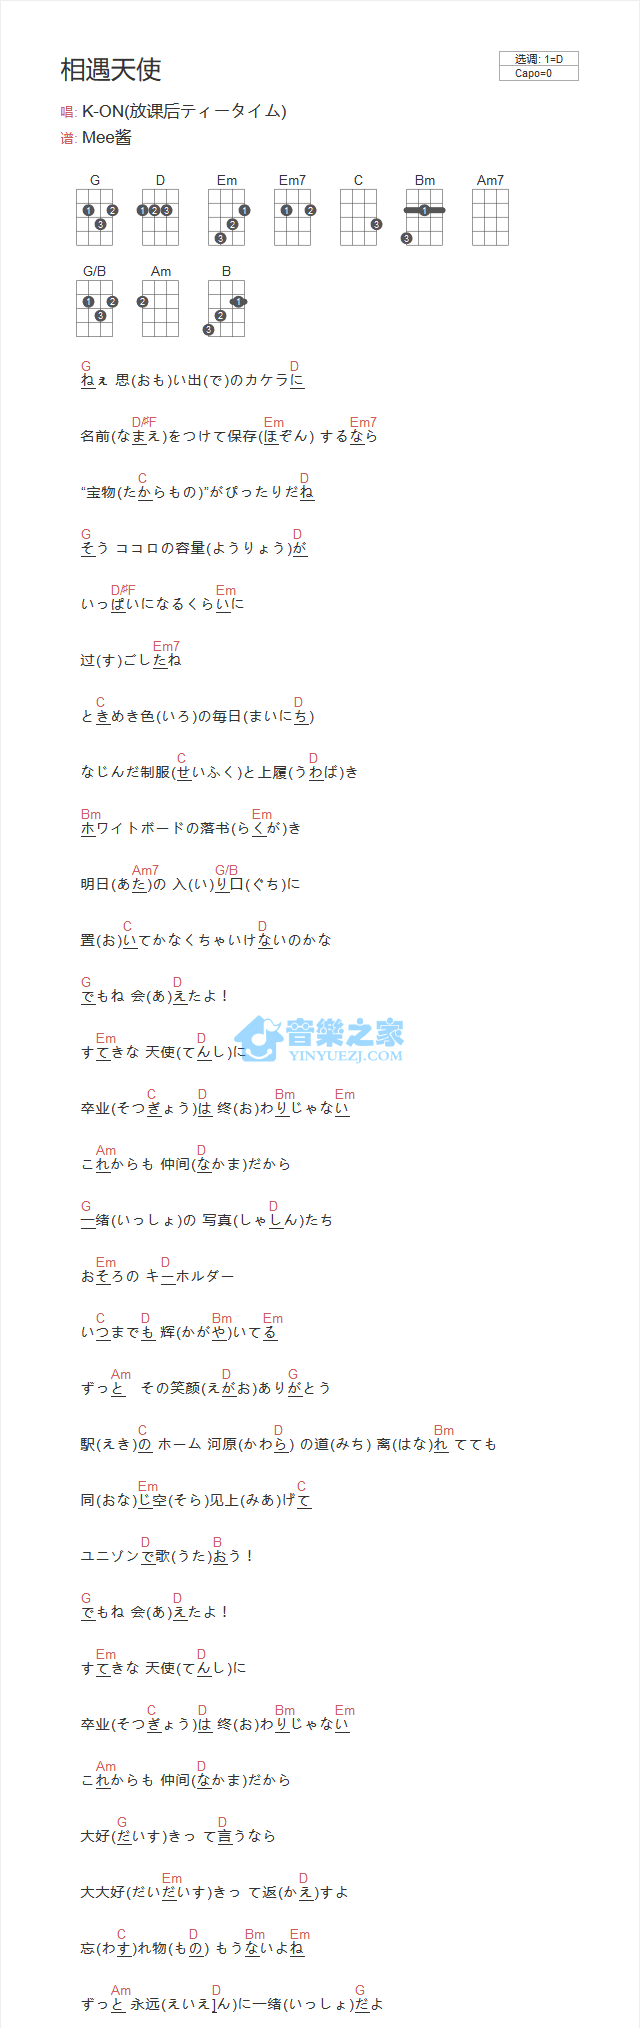 相遇天使
选调: 1=D
Capo=0
唱: K-ON(放课后ティータイム)
谱: Mee酱
G D Em Em7 C Bm Am7
1 2 3 1 2 3 1 2 3 1 2 3 1 3
G/B Am B
1 2 3 2 1 2 3
G D
ねぇ 思(おも)い出(で)のカケラに
D/♯F Em Em7
名前(なまえ)をつけて保存(ほぞん) するなら
C D
“宝物(たからもの)”がぴったりだね
G D
そう ココロの容量(ようりょう)が
D/♯F Em
いっぱいになるくらいに
Em7
过(す)ごしたね
C D
ときめき色(いろ)の毎日(まいにち)
C D
なじんだ制服(せいふく)と上履(うわぱ)き
Bm Em
ホワイトボードの落书(らくが)き
Am7 G/B
明日(あた)の 入(い)り口(ぐち)に
C D
置(お)いてかなくちゃいけないのかな
G D
でもね 会(あ)えたよ！
Em D
すてきな 天使(てんし)に
音樂之家
YINYUEZJ.COM
C D Bm Em
卒业(そつぎょう)は 终(お)わりじゃない
Am D
これからも 仲间(なかま)だから
G D
一绪(いっしょ)の 写真(しゃしん)たち
Em D
おそろの キーホルダー
C D Bm Em
いつまでも 辉(かがや)いてる
Am D G
ずっと その笑颜(えがお)ありがとう
C D Bm
駅(えき)の ホーム 河原(かわら) の道(みち) 离(はな)れ てても
Em C
同(おな)じ空(そら)见上(みあ)げて
D B
ユニゾンで歌(うた)おう！
G D
でもね 会(あ)えたよ！
Em D
すてきな 天使(てんし)に
C D Bm Em
卒业(そつぎょう)は 终(お)わりじゃない
Am D
これからも 仲间(なかま)だから
G D
大好(だいす)きっ て言うなら
Em D
大大好(だいだいす)きっ て返(かえ)すよ
C D Bm Em
忘(わす)れ物(もの) もうないよね
Am D G
ずっと 永远(えいえ]ん)に一绪(いっしょ)だよ